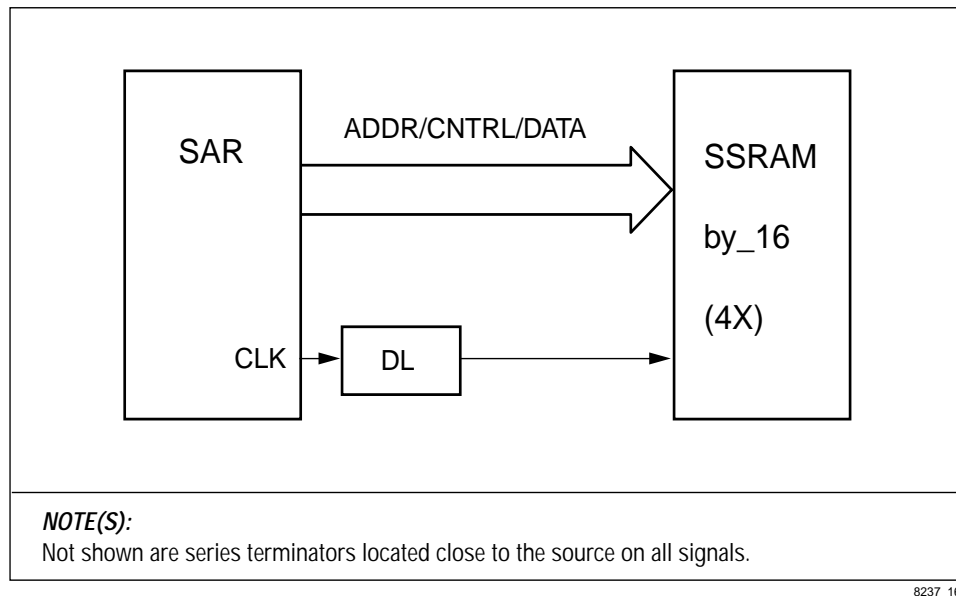 SAR
ADDR/CNTRL/DATA
SSRAM
by_16
(4X)
CLK
DL
NOTE(S):
Not shown are series terminators located close to the source on all signals.